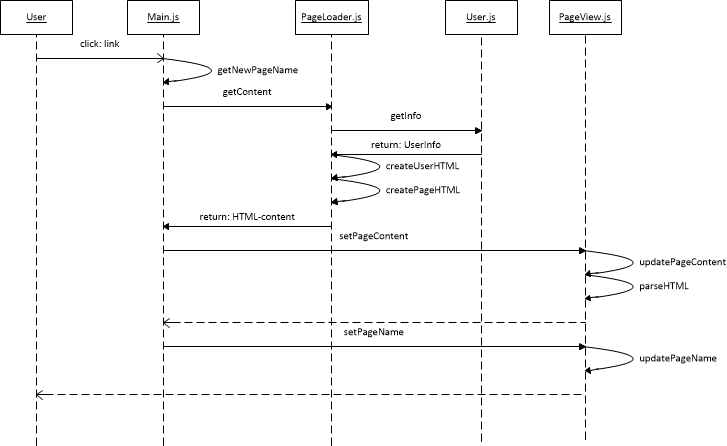 User
Main.js
PageLoader.js
User.js
PageView.js
click: link
getNewPageName
getContent
getInfo
return: UserInfo
createUserHTML
createPageHTML
return: HTML-content
setPageContent
updatePageContent
parseHTML
setPageName
updatePageName